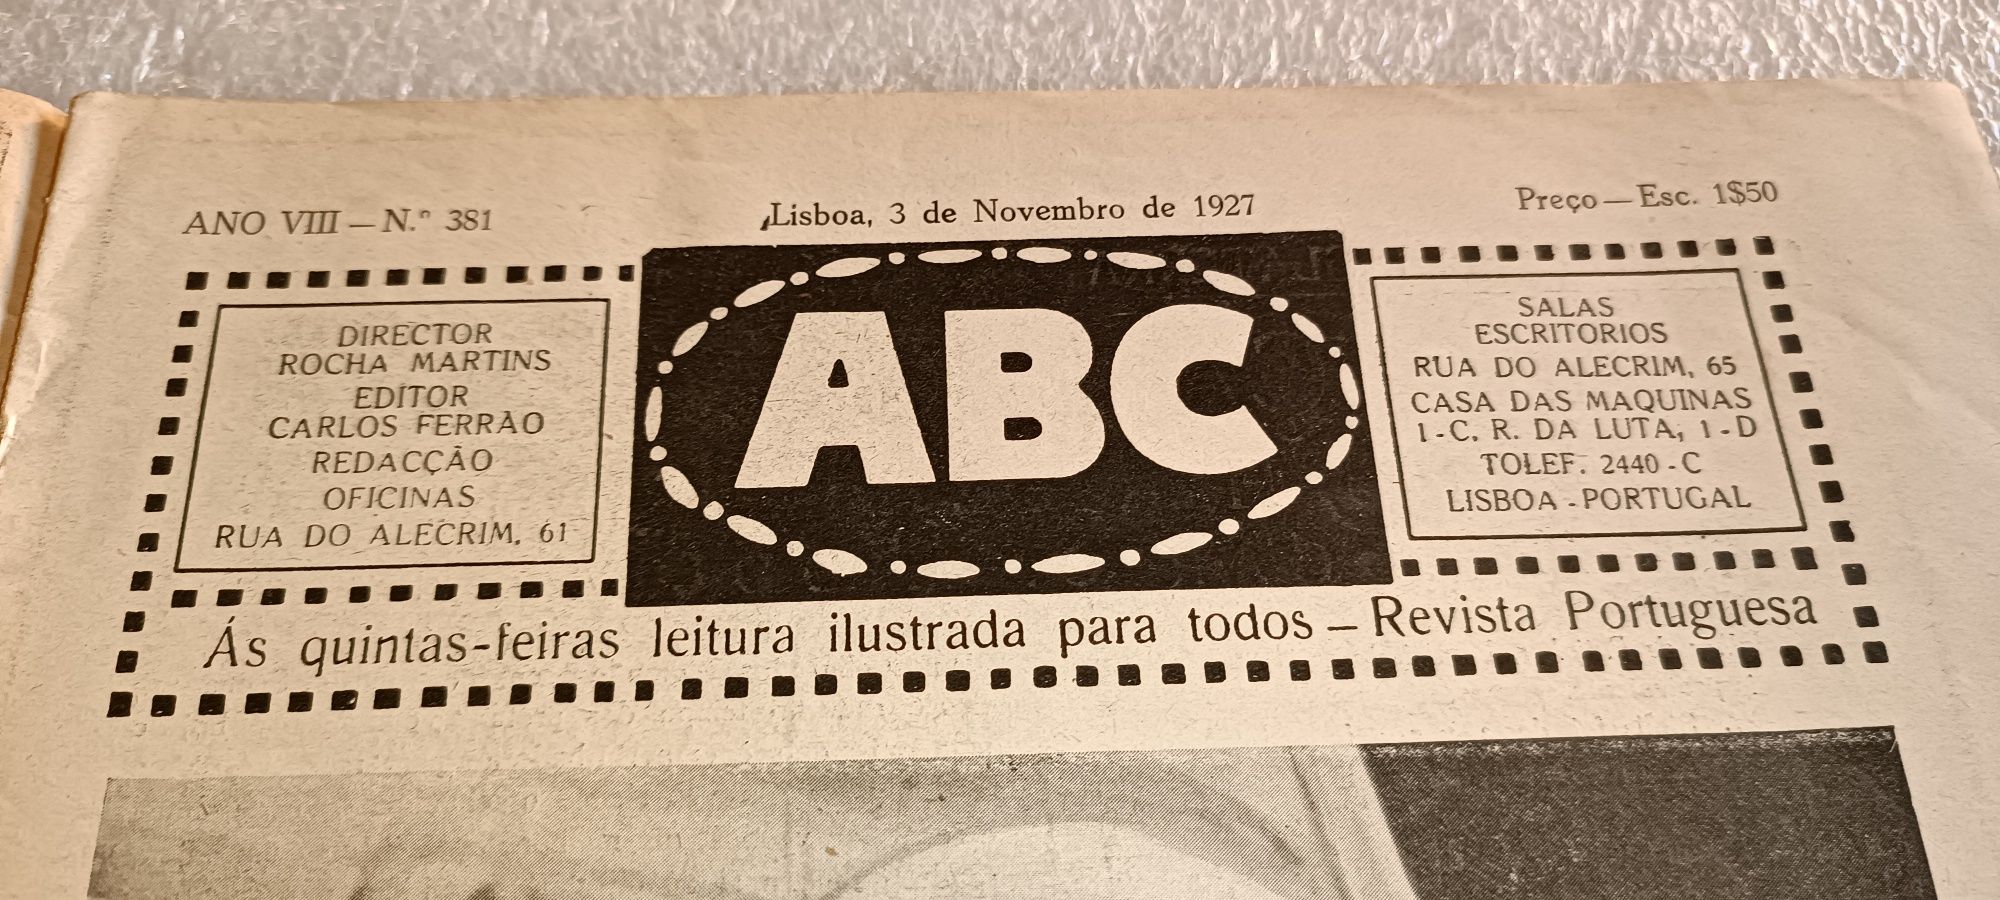 ANO VIII — N.º 381
Lisboa, 3 de Novembro de 1927
Preço — Esc. 1$50
DIRECTOR
ROCHA MARTINS
EDITOR
CARLOS FERRÃO
REDACÇÃO
OFICINAS
RUA DO ALECRIM, 61
ABC
SALAS
ESCRITORIOS
RUA DO ALECRIM, 65
CASA DAS MAQUINAS
1-C. R. DA LUTA, 1-D
TOLEF. 2440-C
LISBOA-PORTUGAL
Ás quintas-feiras leitura ilustrada para todos — Revista Portuguesa